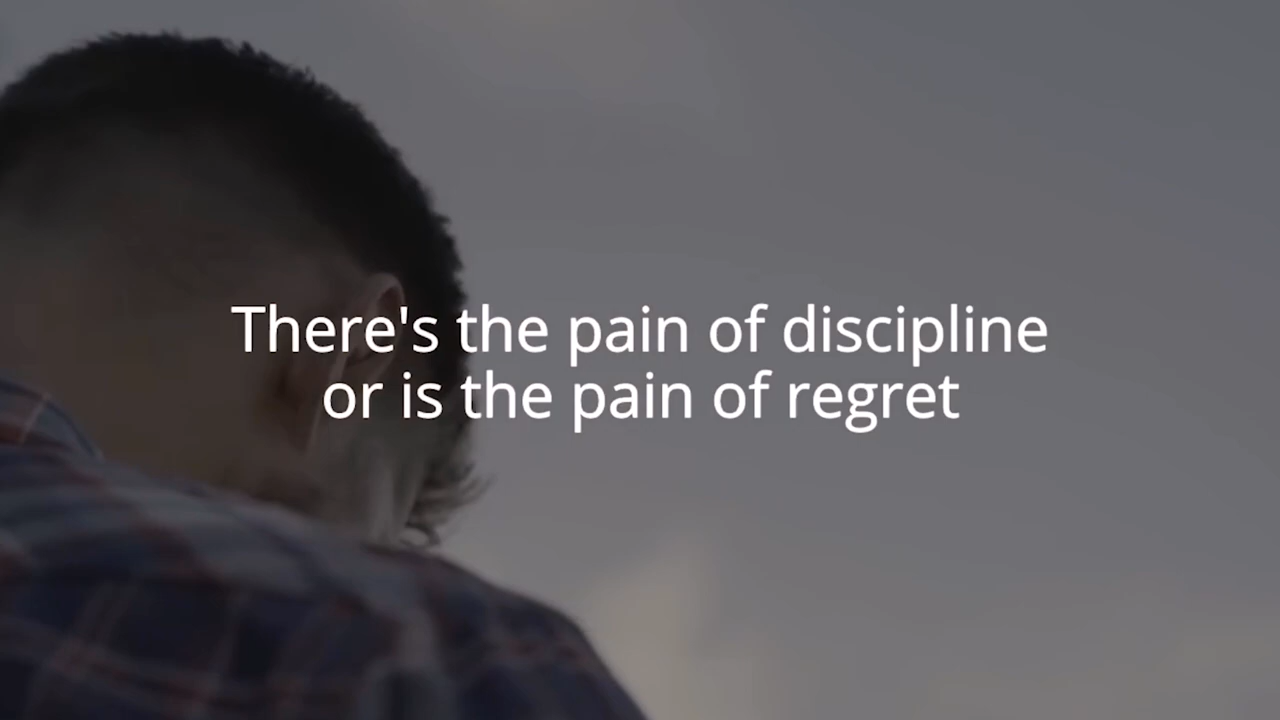 There's the pain of discipline
or is the pain of regret